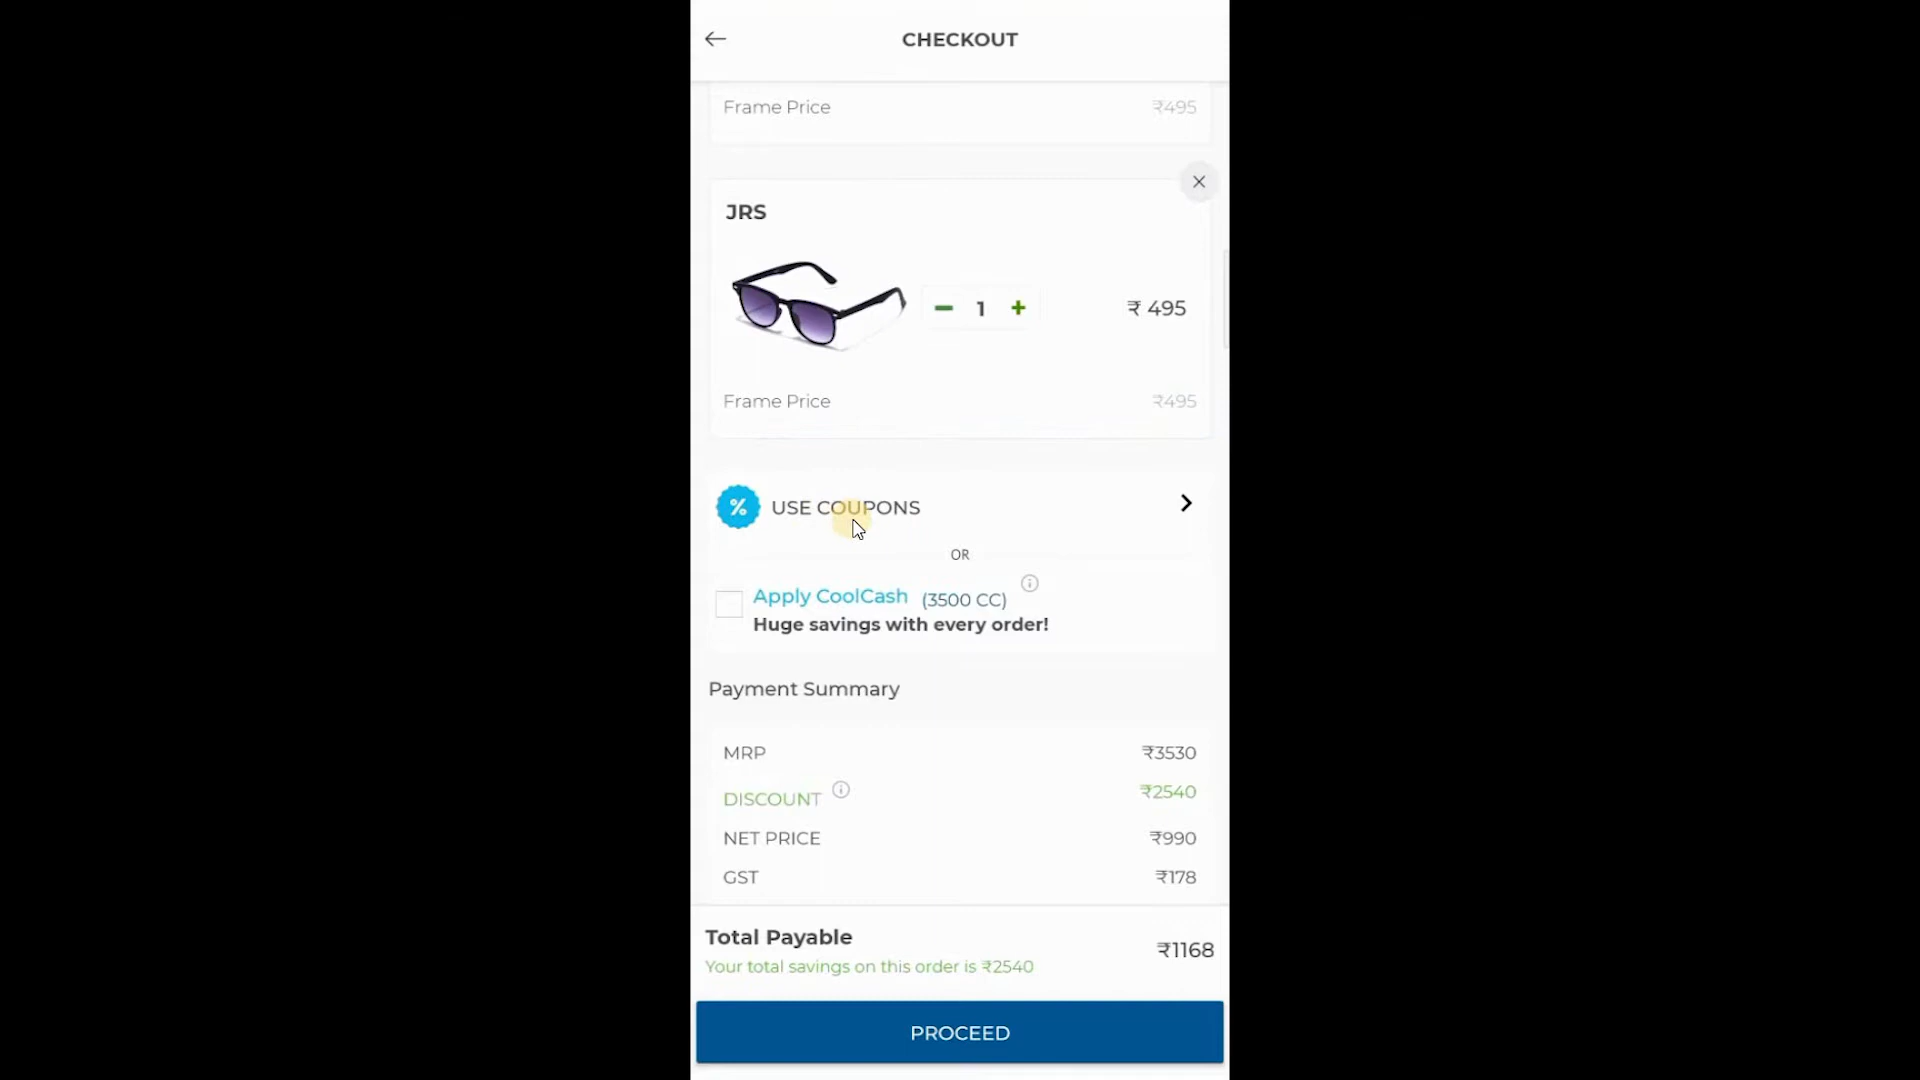 CHECKOUT
Frame Price ₹495
JRS
1 ₹ 495
Frame Price ₹495
% USE COUPONS
OR
Apply CoolCash (3500 CC)
Huge savings with every order!
Payment Summary
MRP ₹3530
DISCOUNT ₹2540
NET PRICE ₹990
GST ₹178
Total Payable ₹1168
Your total savings on this order is ₹2540
PROCEED